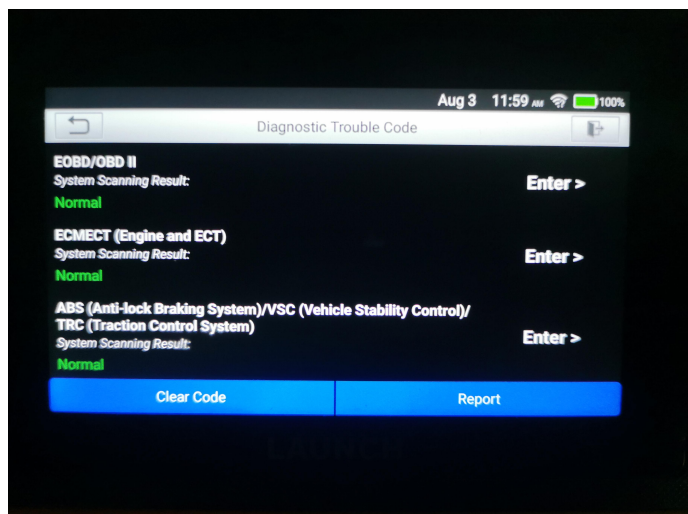 Aug 3 11:59 AM 100%
Diagnostic Trouble Code
EOBD/OBD II
System Scanning Result:
Enter >
Normal
ECMECT (Engine and ECT)
System Scanning Result:
Enter >
Normal
ABS (Anti-lock Braking System)/VSC (Vehicle Stability Control)/
TRC (Traction Control System)
Enter >
System Scanning Result:
Normal
Clear Code Report
LAUNCH